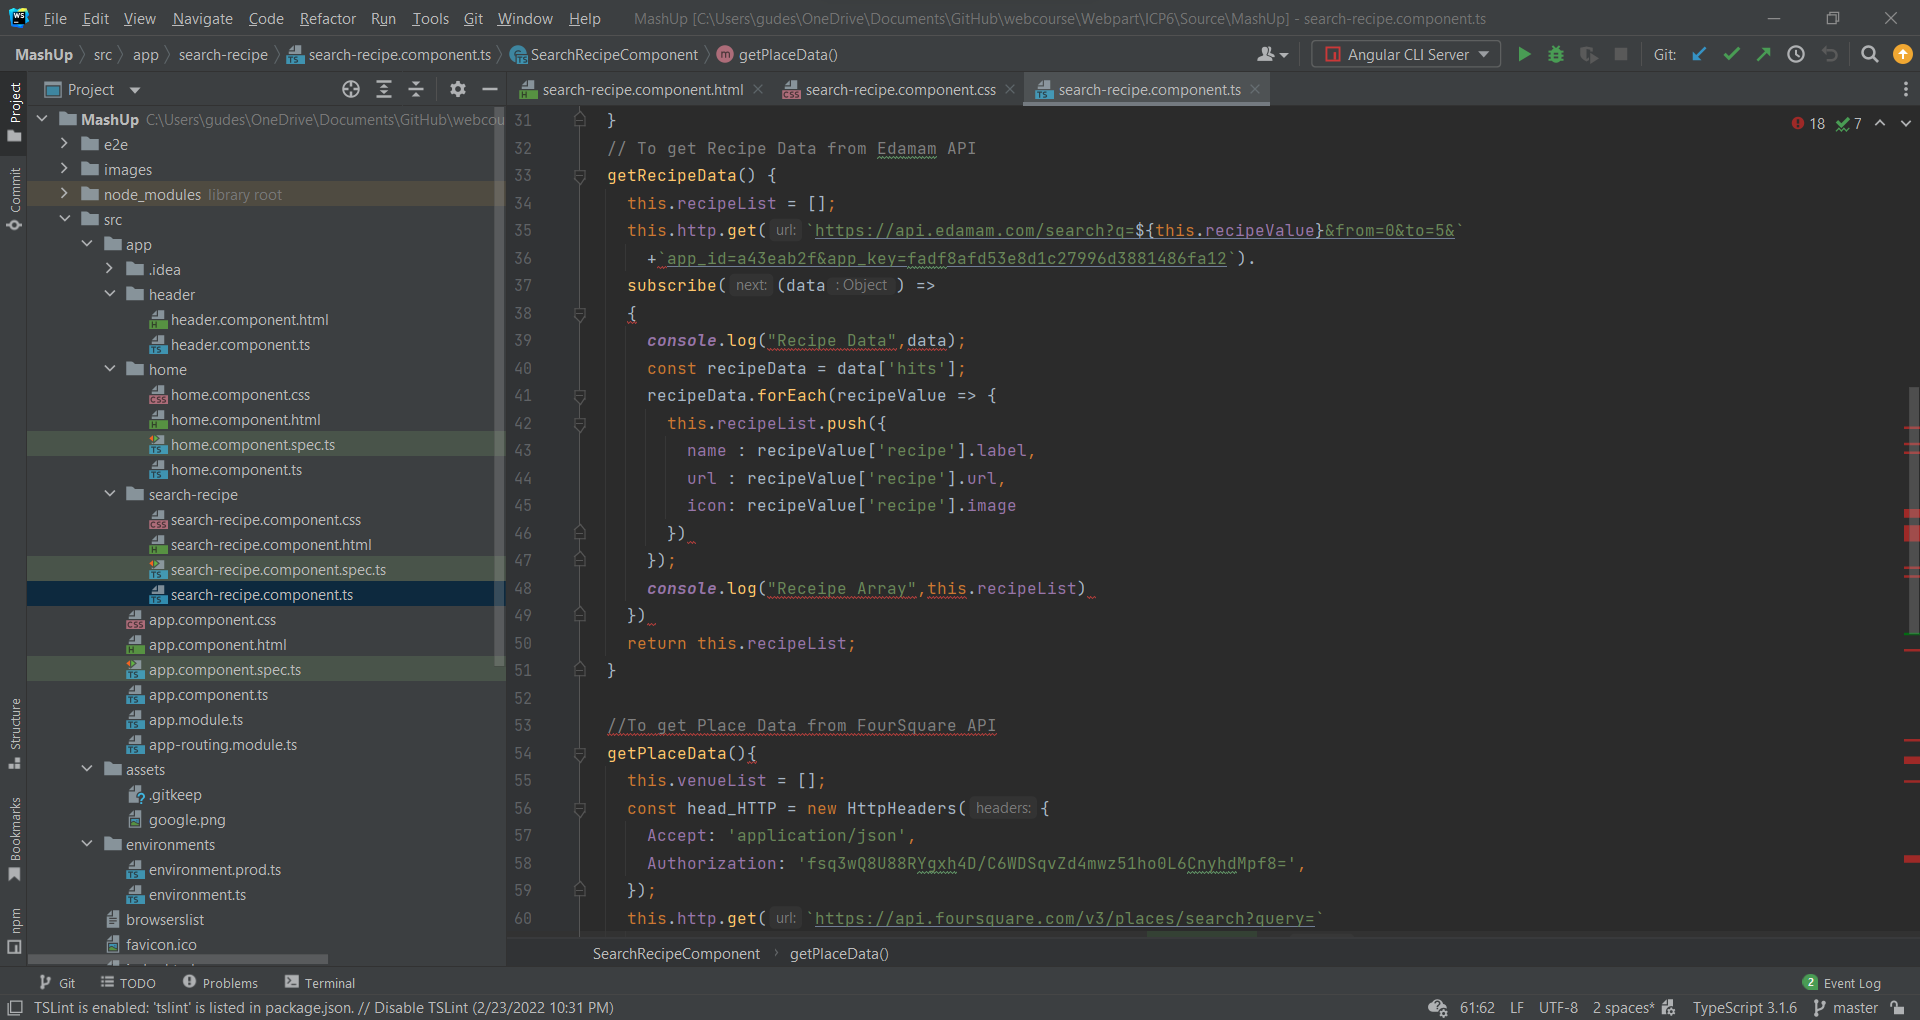 File Edit View Navigate Code Refactor Run Tools Git Window Help MashUp [C:\Users\gudes\OneDrive\Documents\GitHub\webcourse\Webpart\ICP6\Source\MashUp] - search-recipe.component.ts
MashUp src app search-recipe search-recipe.component.ts SearchRecipeComponent getPlaceData() Angular CLI Server Git:
Project
Commit
Structure
Bookmarks
npm
Project
MashUp C:\Users\gudes\OneDrive\Documents\GitHub\webcou
e2e
images
node_modules library root
src
app
.idea
header
header.component.html
header.component.ts
home
home.component.css
home.component.html
home.component.spec.ts
home.component.ts
search-recipe
search-recipe.component.css
search-recipe.component.html
search-recipe.component.spec.ts
search-recipe.component.ts
app.component.css
app.component.html
app.component.spec.ts
app.component.ts
app.module.ts
app-routing.module.ts
assets
.gitkeep
google.png
environments
environment.prod.ts
environment.ts
browserslist
favicon.ico
search-recipe.component.html search-recipe.component.css search-recipe.component.ts
18 7
31 }
32 // To get Recipe Data from Edamam API
33 getRecipeData() {
34 this.recipeList = [];
35 this.http.get( url: `https://api.edamam.com/search?q=${this.recipeValue}&from=0&to=5&`
36 +`app_id=a43eab2f&app_key=fadf8afd53e8d1c27996d3881486fa12`).
37 subscribe( next: (data : Object ) =>
38 {
39 console.log("Recipe Data",data);
40 const recipeData = data['hits'];
41 recipeData.forEach(recipeValue => {
42 this.recipeList.push({
43 name : recipeValue['recipe'].label,
44 url : recipeValue['recipe'].url,
45 icon: recipeValue['recipe'].image
46 })
47 });
48 console.log("Receipe Array",this.recipeList)
49 })
50 return this.recipeList;
51 }
52
53 //To get Place Data from FourSquare API
54 getPlaceData(){
55 this.venueList = [];
56 const head_HTTP = new HttpHeaders( headers: {
57 Accept: 'application/json',
58 Authorization: 'fsq3wQ8U88RYgxh4D/C6WDSqvZd4mwz51ho0L6CnyhdMpf8=',
59 });
60 this.http.get( url: `https://api.foursquare.com/v3/places/search?query=`
SearchRecipeComponent getPlaceData()
Git TODO Problems Terminal 2 Event Log
TSLint is enabled: 'tslint' is listed in package.json. // Disable TSLint (2/23/2022 10:31 PM) 61:62 LF UTF-8 2 spaces* TypeScript 3.1.6 master